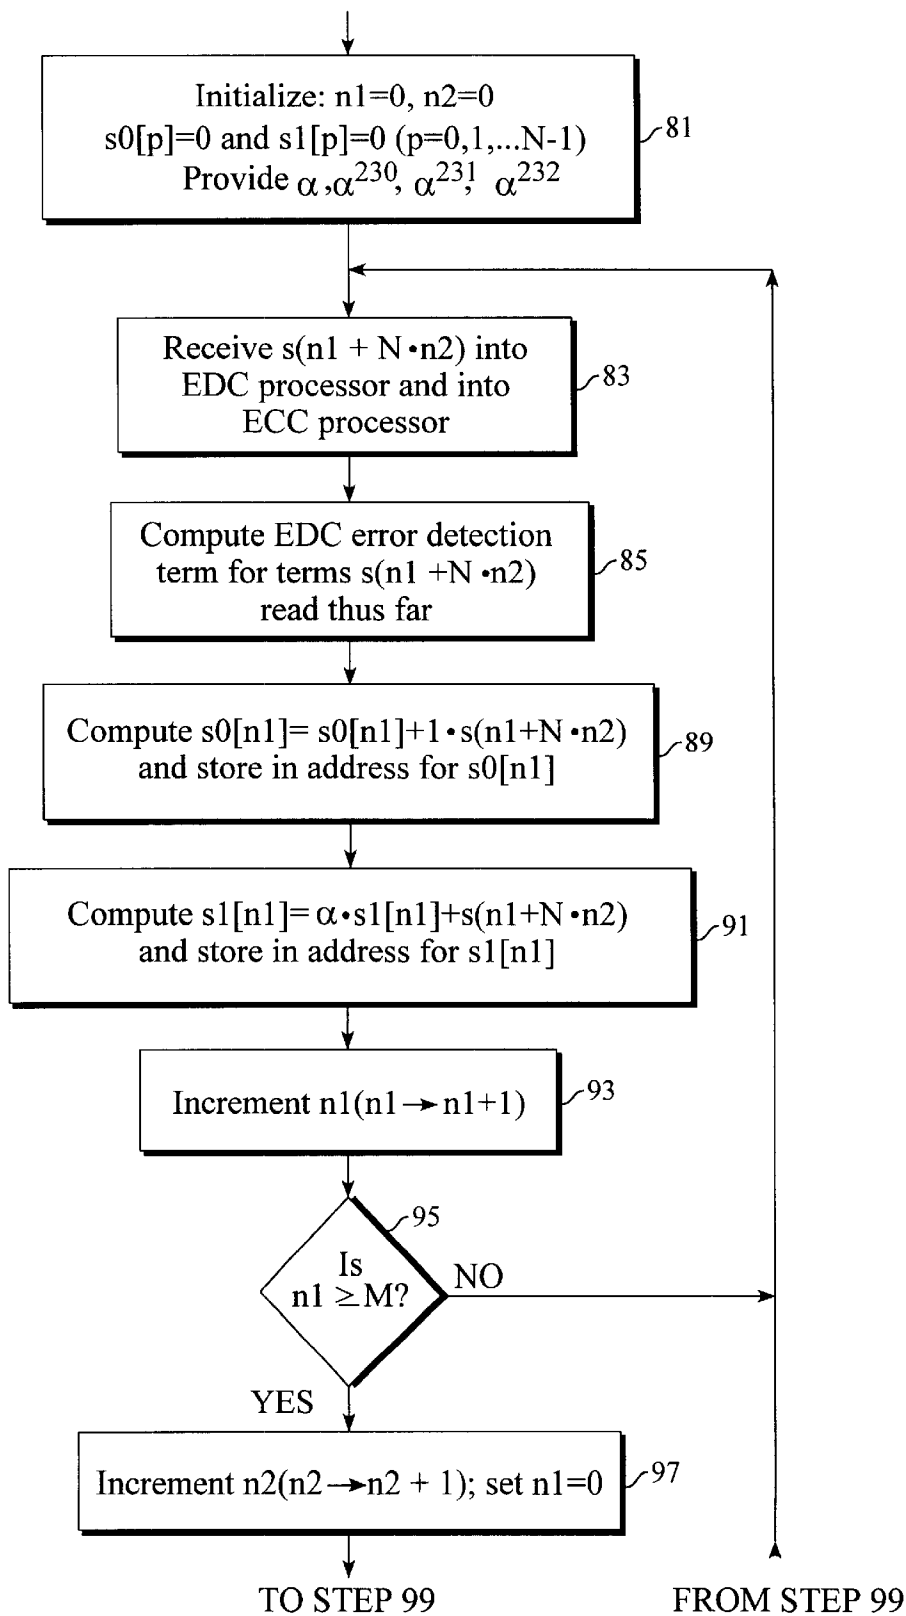 Initialize: n1=0, n2=0
s0[p]=0 and s1[p]=0 (p=0,1,...N-1)
Provide α,α²³⁰, α²³¹, α²³²
81
Receive s(n1 + N•n2) into
EDC processor and into
ECC processor
83
Compute EDC error detection
term for terms s(n1 +N•n2)
read thus far
85
Compute s0[n1]= s0[n1]+1•s(n1+N•n2)
and store in address for s0[n1]
89
Compute s1[n1]= α•s1[n1]+s(n1+N•n2)
and store in address for s1[n1]
91
Increment n1(n1→n1+1)
93
95
Is
n1 ≥M?
NO
YES
Increment n2(n2→n2 + 1); set n1=0
97
TO STEP 99
FROM STEP 99